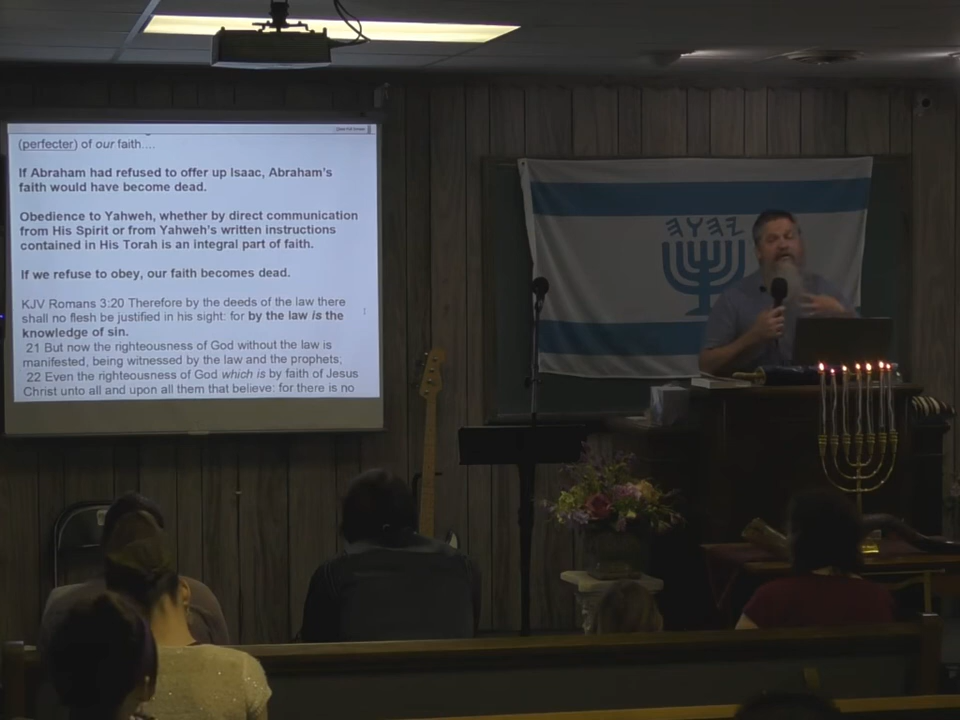 (perfecter) of our faith....
If Abraham had refused to offer up Isaac, Abraham's
faith would have become dead.
Obedience to Yahweh, whether by direct communication
from His Spirit or from Yahweh's written instructions
contained in His Torah is an integral part of faith.
If we refuse to obey, our faith becomes dead.
KJV Romans 3:20 Therefore by the deeds of the law there
shall no flesh be justified in his sight: for by the law is the
knowledge of sin.
21 But now the righteousness of God without the law is
manifested, being witnessed by the law and the prophets;
22 Even the righteousness of God which is by faith of Jesus
Christ unto all and upon all them that believe: for there is no
𐤉𐤄𐤅𐤄